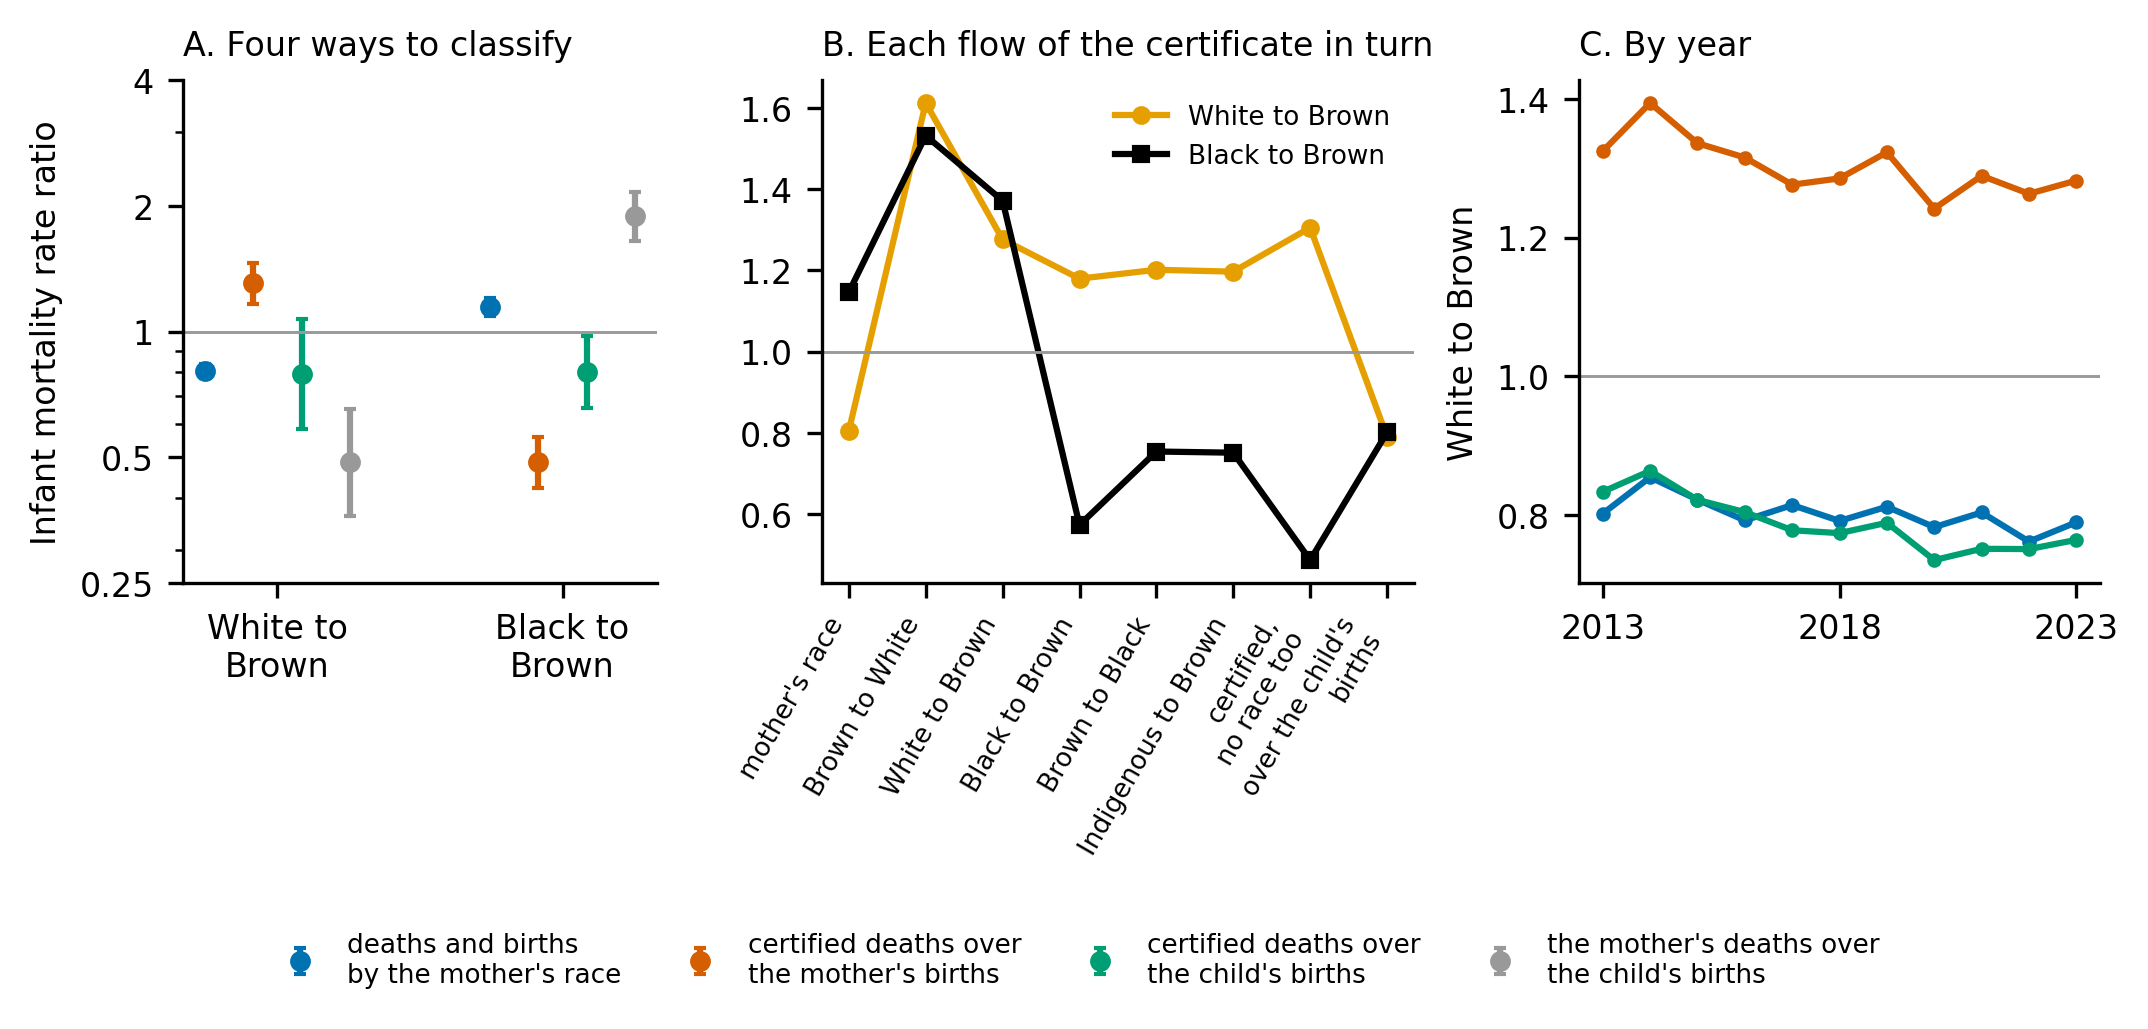 A. Four ways to classify
Infant mortality rate ratio
4
2
1
0.5
0.25
White to
Brown
Black to
Brown
B. Each flow of the certificate in turn
1.6
1.4
1.2
1.0
0.8
0.6
White to Brown
Black to Brown
mother's race
Brown to White
White to Brown
Black to Brown
Brown to Black
Indigenous to Brown
certified,
no race too
over the child's
births
C. By year
White to Brown
1.4
1.2
1.0
0.8
2013
2018
2023
deaths and births
by the mother's race
certified deaths over
the mother's births
certified deaths over
the child's births
the mother's deaths over
the child's births